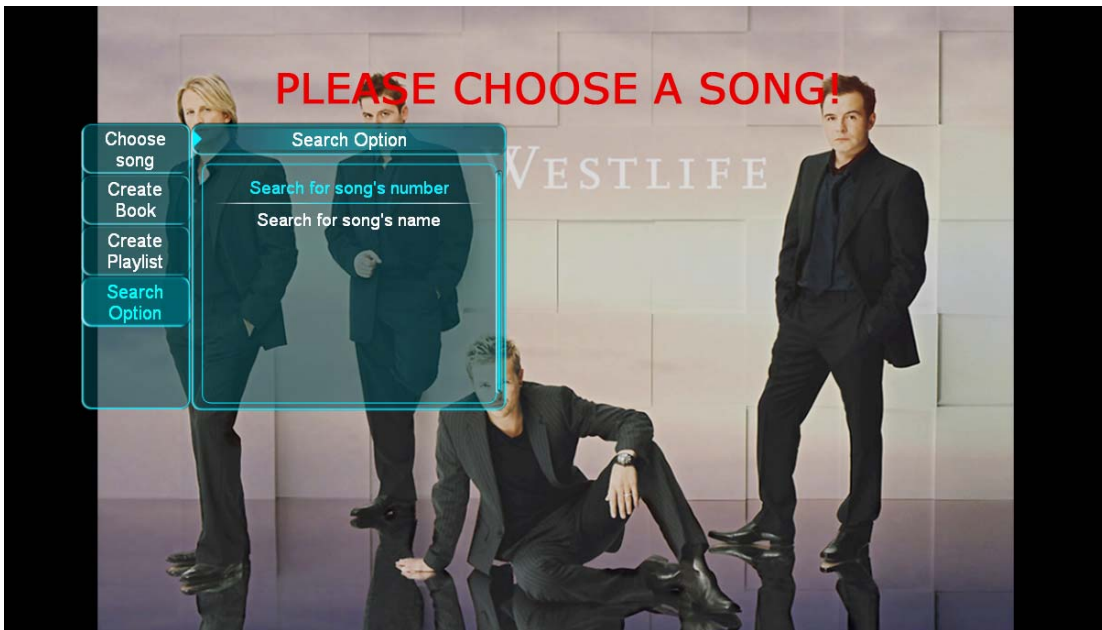 PLEASE CHOOSE A SONG!
Choose
song
Create
Book
Create
Playlist
Search
Option
Search Option
Search for song's number
Search for song's name
WESTLIFE